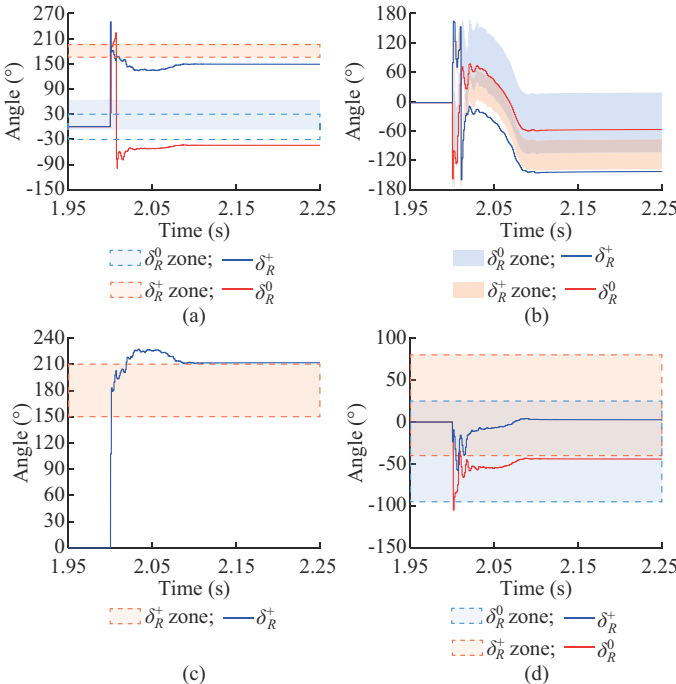 Angle (°)
270
210
150
90
30
-30
-90
-150
1.95 2.05 2.15 2.25
Time (s)
δ_R^0 zone; δ_R^+
δ_R^+ zone; δ_R^0
(a)
Angle (°)
180
120
60
0
-60
-120
-180
1.95 2.05 2.15 2.25
Time (s)
δ_R^0 zone; δ_R^+
δ_R^+ zone; δ_R^0
(b)
Angle (°)
240
210
180
150
120
90
60
30
0
1.95 2.05 2.15 2.25
Time (s)
δ_R^+ zone; δ_R^+
(c)
Angle (°)
100
50
0
-50
-100
-150
1.95 2.05 2.15 2.25
Time (s)
δ_R^0 zone; δ_R^+
δ_R^+ zone; δ_R^0
(d)